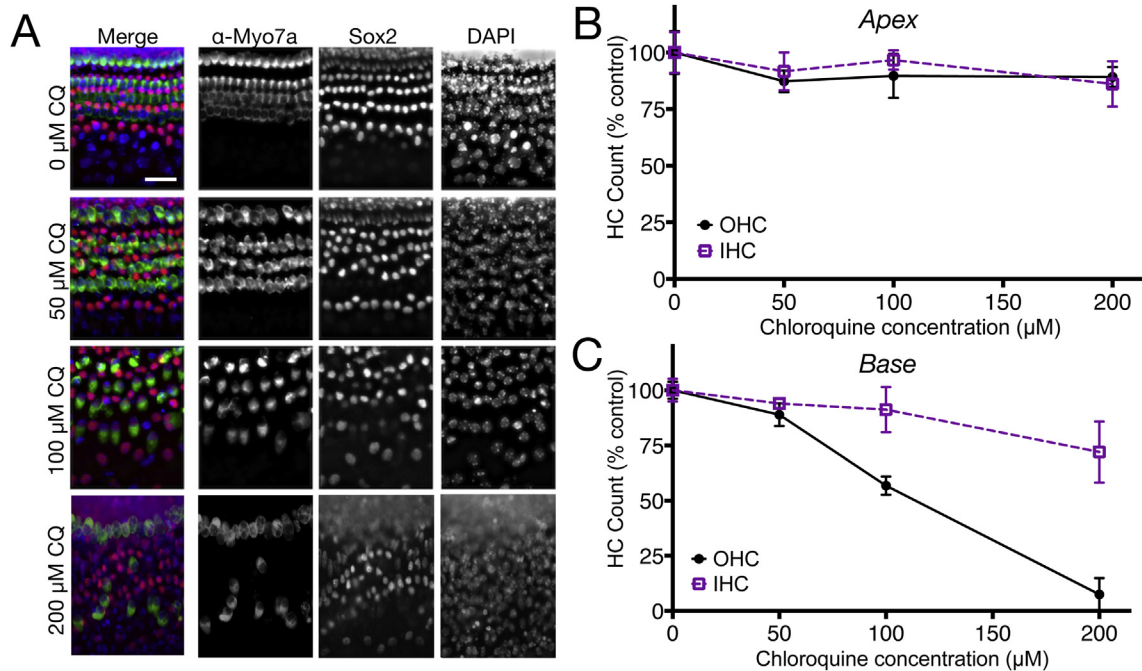 A
Merge
α-Myo7a
Sox2
DAPI
0 µM CQ
50 µM CQ
100 µM CQ
200 µM CQ
B
Apex
HC Count (% control)
100
75
50
25
0
OHC
IHC
0
50
100
150
200
Chloroquine concentration (µM)
C
Base
HC Count (% control)
100
75
50
25
0
OHC
IHC
0
50
100
150
200
Chloroquine concentration (µM)